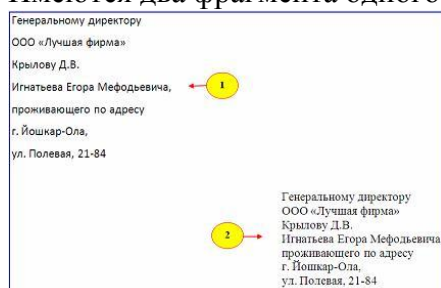 Имеются два фрагмента одного
Генеральному директору
ООО «Лучшая фирма»
Крылову Д.В.
Игнатьева Егора Мефодьевича,
1
проживающего по адресу
г. Йошкар-Ола,
ул. Полевая, 21-84
Генеральному директору
ООО «Лучшая фирма»
Крылову Д.В.
2
Игнатьева Егора Мефодьевича
проживающего по адресу
г. Йошкар-Ола,
ул. Полевая, 21-84